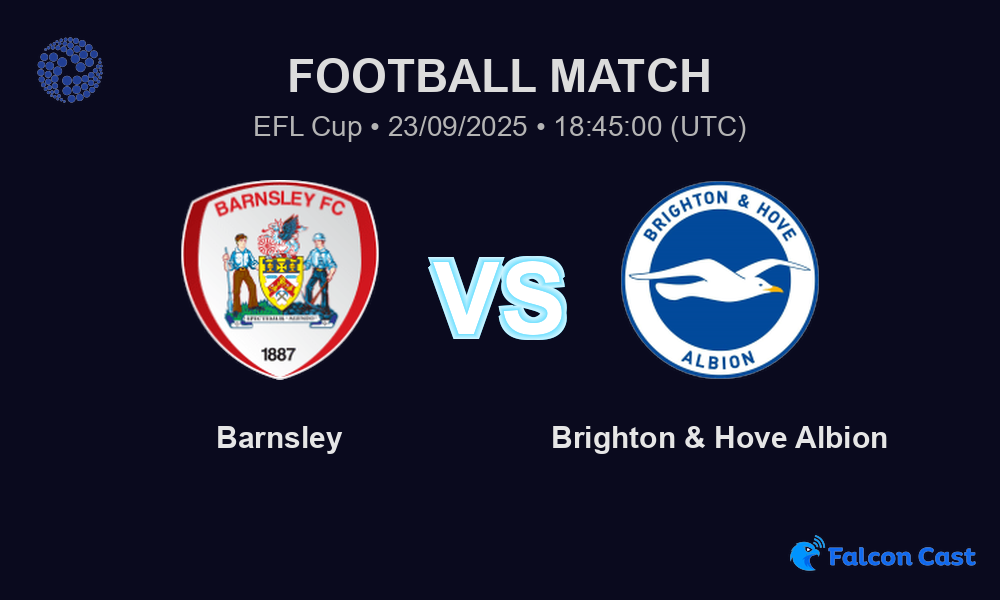 FOOTBALL MATCH
EFL Cup • 23/09/2025 • 18:45:00 (UTC)
BARNSLEY FC
1887
VS
BRIGHTON & HOVE
ALBION
Barnsley
Brighton & Hove Albion
Falcon Cast